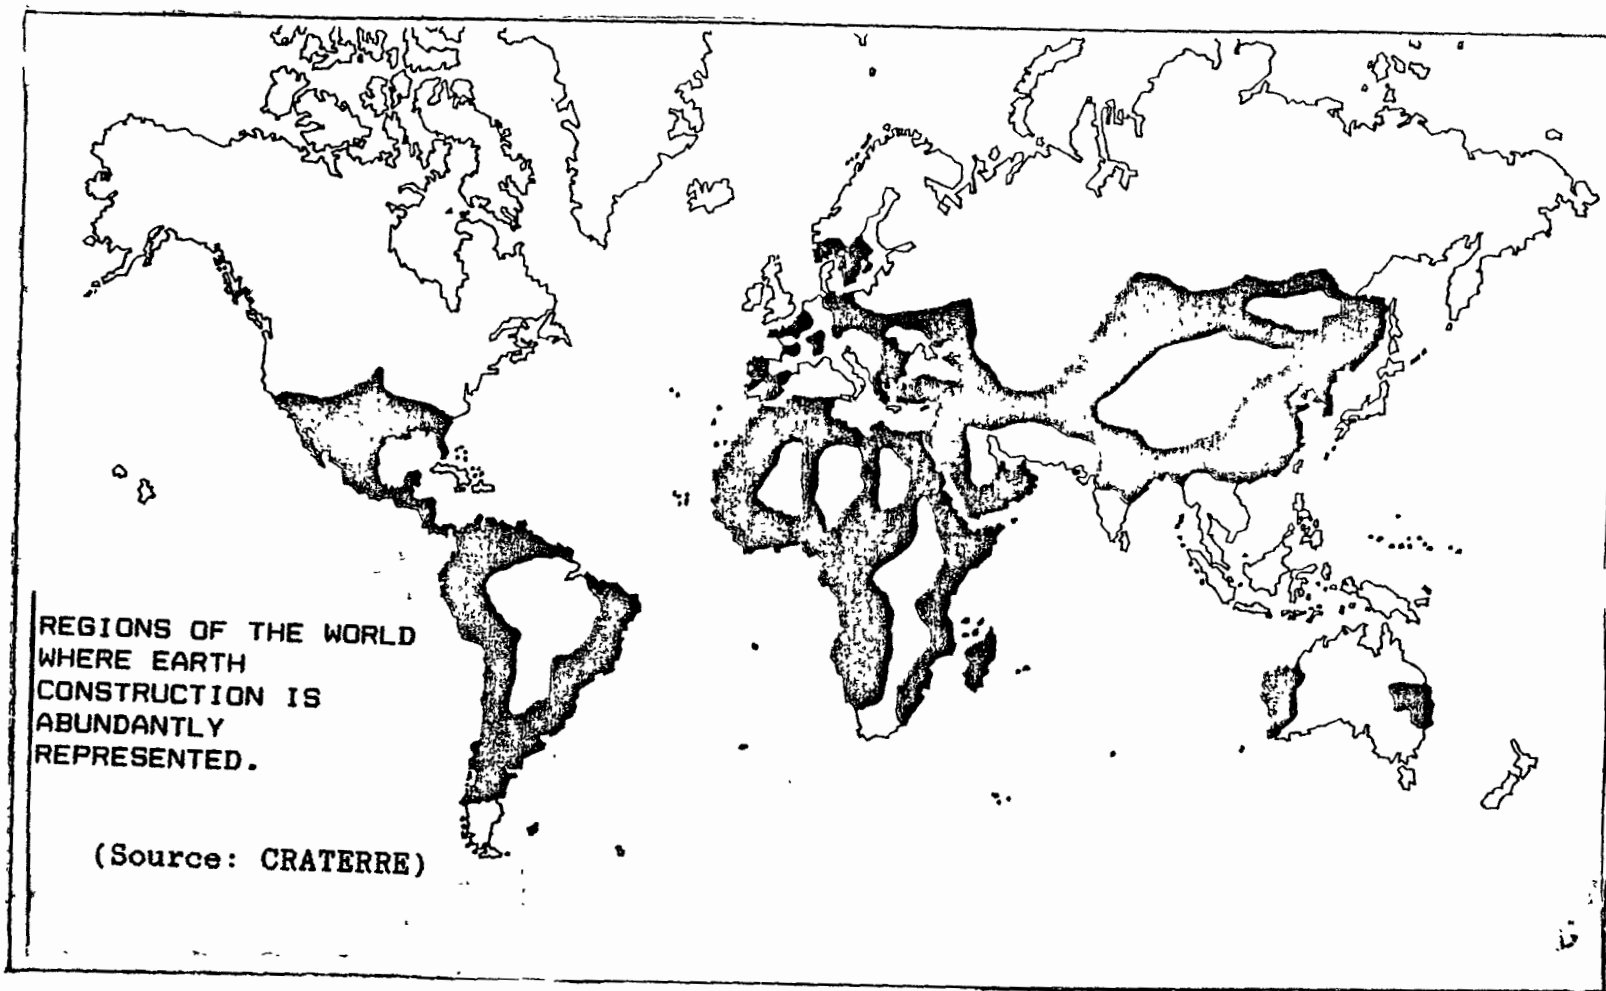 REGIONS OF THE WORLD
WHERE EARTH
CONSTRUCTION IS
ABUNDANTLY
REPRESENTED.
(Source: CRATERRE)